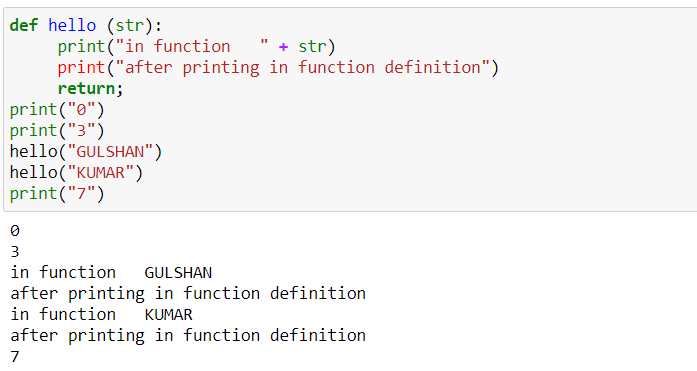 def hello (str):
     print("in function   " + str)
     print("after printing in function definition")
     return;
print("0")
print("3")
hello("GULSHAN")
hello("KUMAR")
print("7")
0
3
in function   GULSHAN
after printing in function definition
in function   KUMAR
after printing in function definition
7